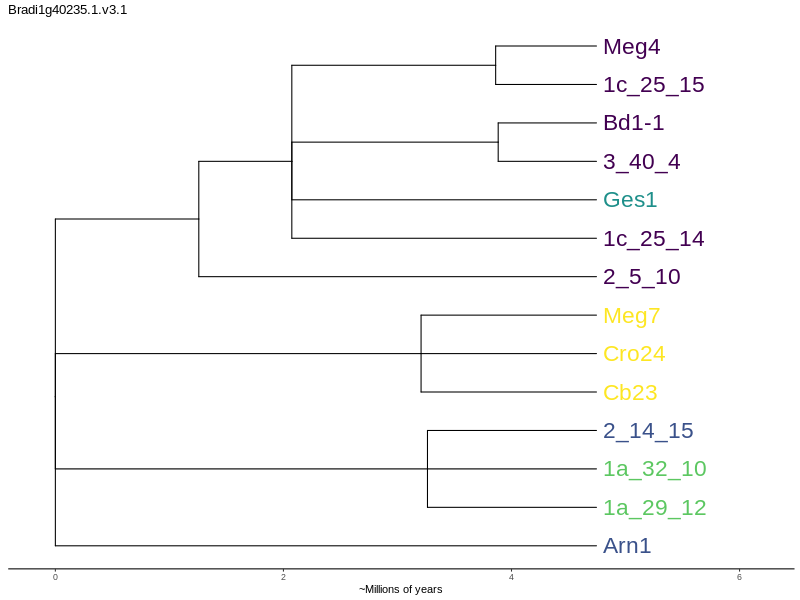 Bradi1g40235.1.v3.1
Meg4
1c_25_15
Bd1-1
3_40_4
Ges1
1c_25_14
2_5_10
Meg7
Cro24
Cb23
2_14_15
1a_32_10
1a_29_12
Arn1
0 2 4 6
~Millions of years